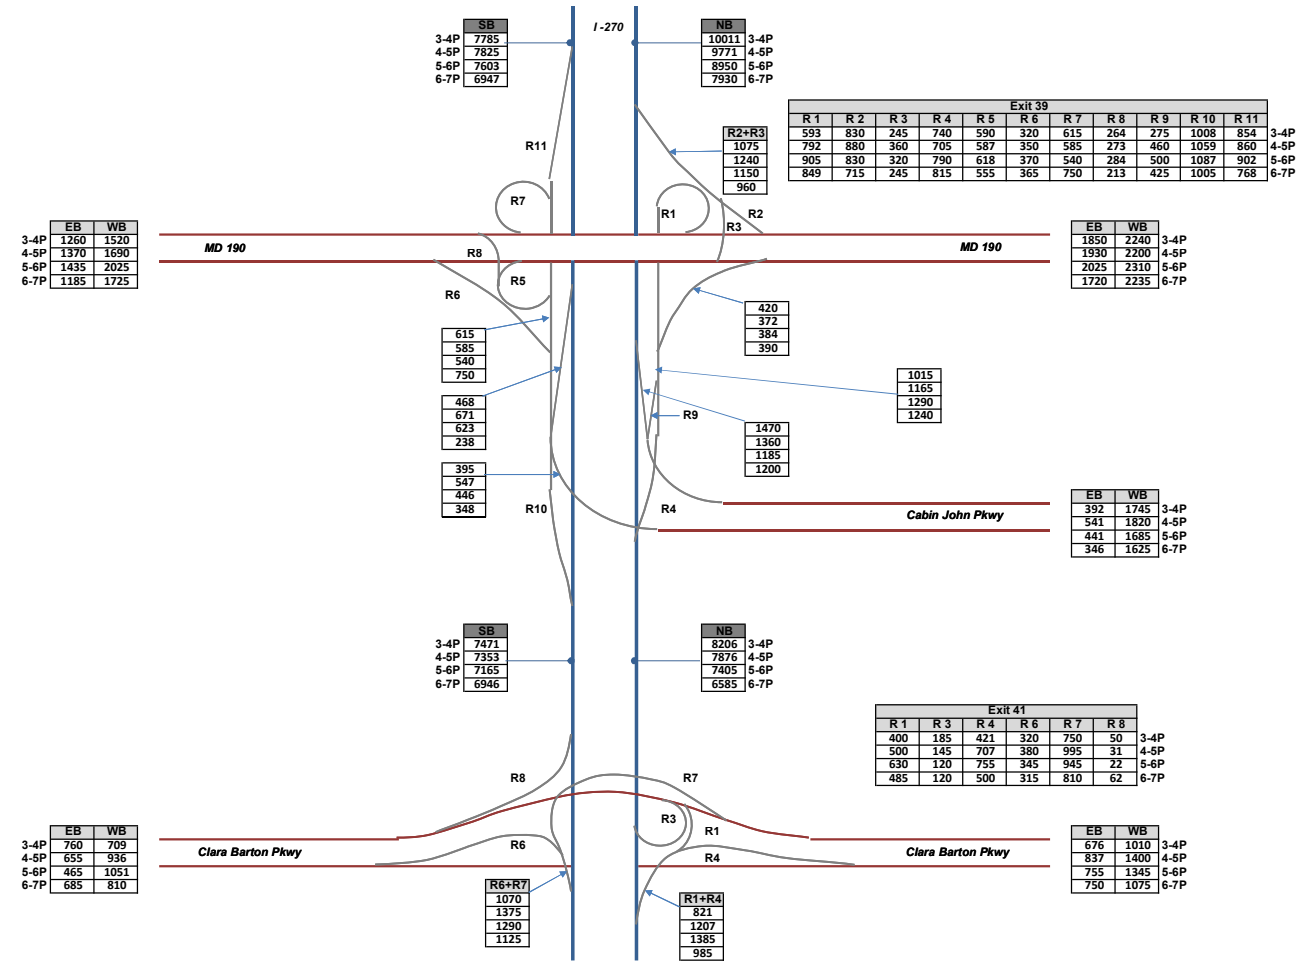 SB
I -270
NB
3-4P 7785
4-5P 7825
5-6P 7603
6-7P 6947
10011 3-4P
9771 4-5P
8950 5-6P
7930 6-7P
Exit 39
R 1 R 2 R 3 R 4 R 5 R 6 R 7 R 8 R 9 R 10 R 11
593 830 245 740 590 320 615 264 275 1008 854 3-4P
792 880 360 705 587 350 585 273 460 1059 860 4-5P
905 830 320 790 618 370 540 284 500 1087 902 5-6P
849 715 245 815 555 365 750 213 425 1005 768 6-7P
R2+R3
1075
1240
1150
960
R11
R7
R1
R2
R3
EB WB
3-4P 1260 1520
4-5P 1370 1690
5-6P 1435 2025
6-7P 1185 1725
MD 190
MD 190
EB WB
1850 2240 3-4P
1930 2200 4-5P
2025 2310 5-6P
1720 2235 6-7P
R8
R5
R6
420
372
384
390
615
585
540
750
1015
1165
1290
1240
468
671
623
238
R9
1470
1360
1185
1200
395
547
446
348
R10
R4
Cabin John Pkwy
EB WB
392 1745 3-4P
541 1820 4-5P
441 1685 5-6P
346 1625 6-7P
SB
3-4P 7471
4-5P 7353
5-6P 7165
6-7P 6946
NB
8206 3-4P
7876 4-5P
7405 5-6P
6585 6-7P
Exit 41
R 1 R 3 R 4 R 6 R 7 R 8
400 185 421 320 750 50 3-4P
500 145 707 380 995 31 4-5P
630 120 755 345 945 22 5-6P
485 120 500 315 810 62 6-7P
R8
R7
R3
R1
R6
R4
EB WB
3-4P 760 709
4-5P 655 936
5-6P 465 1051
6-7P 685 810
Clara Barton Pkwy
Clara Barton Pkwy
EB WB
676 1010 3-4P
837 1400 4-5P
755 1345 5-6P
750 1075 6-7P
R6+R7
1070
1375
1290
1125
R1+R4
821
1207
1385
985